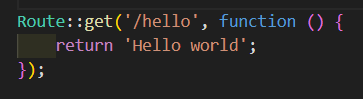 Route::get('/hello', function () {
    return 'Hello world';
});